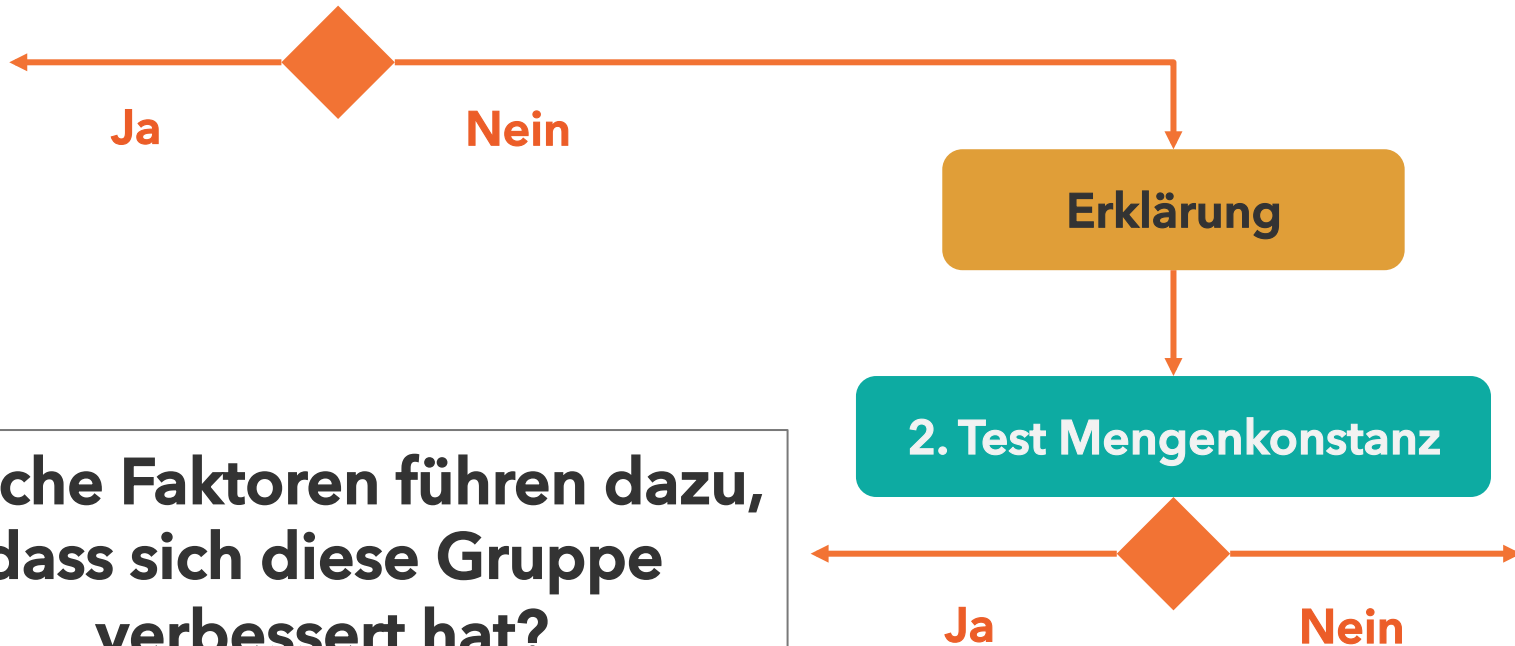 Ja
Nein
Erklärung
2. Test Mengenkonstanz
che Faktoren führen dazu,
dass sich diese Gruppe
verbessert hat?
Ja
Nein